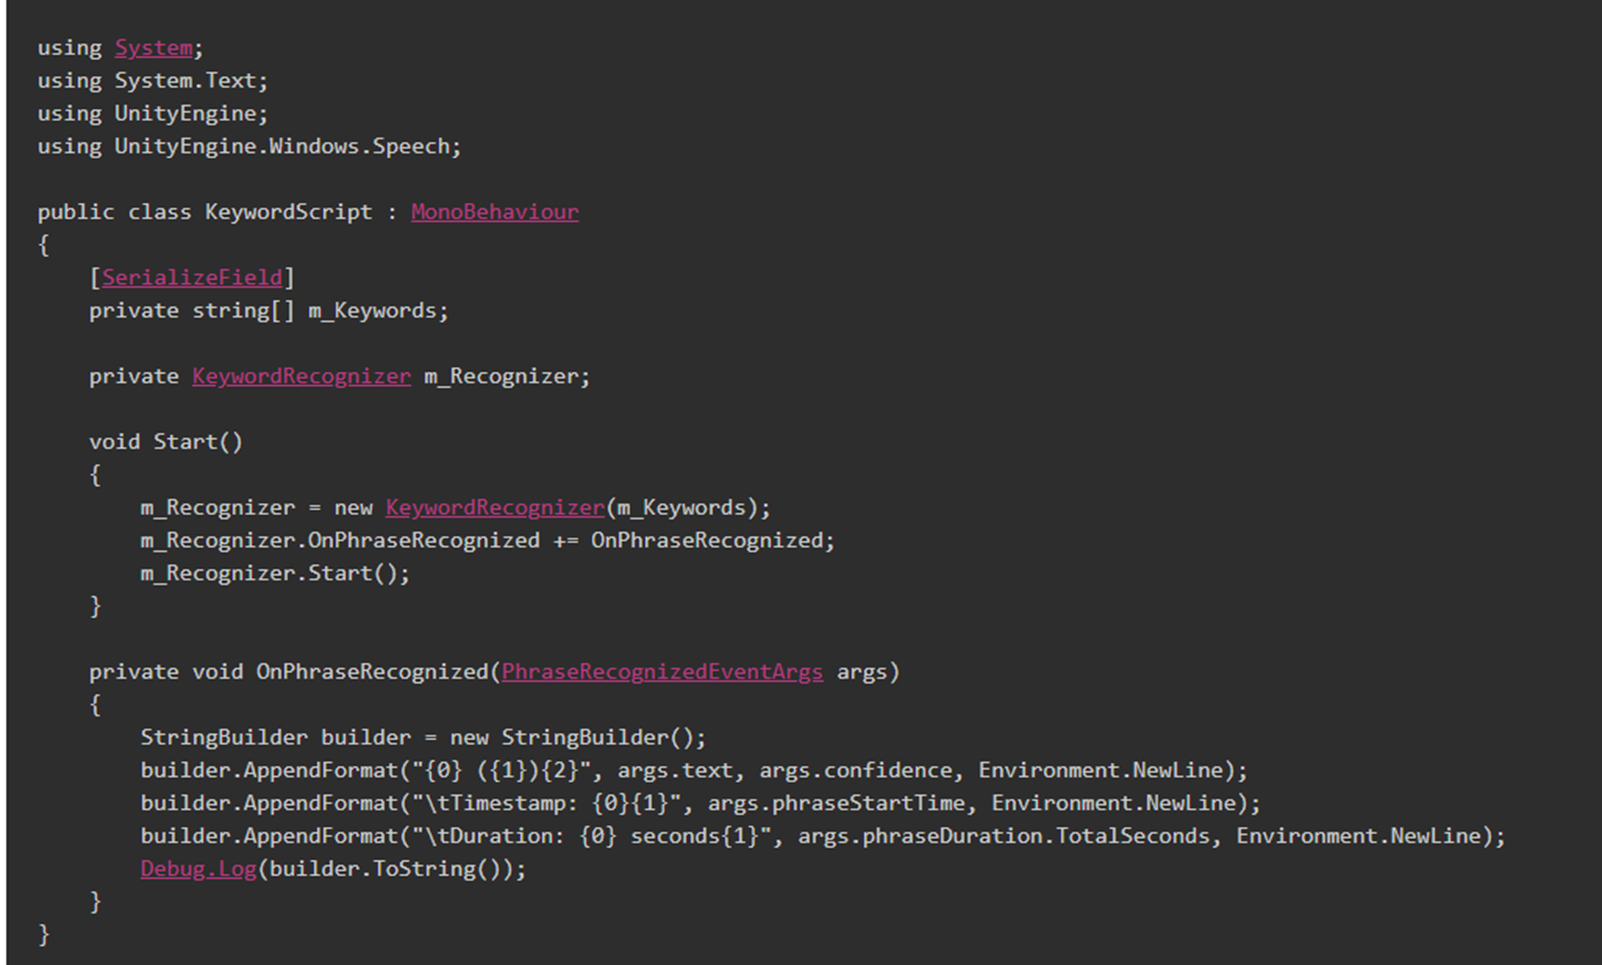 using System;
using System.Text;
using UnityEngine;
using UnityEngine.Windows.Speech;

public class KeywordScript : MonoBehaviour
{
    [SerializeField]
    private string[] m_Keywords;

    private KeywordRecognizer m_Recognizer;

    void Start()
    {
        m_Recognizer = new KeywordRecognizer(m_Keywords);
        m_Recognizer.OnPhraseRecognized += OnPhraseRecognized;
        m_Recognizer.Start();
    }

    private void OnPhraseRecognized(PhraseRecognizedEventArgs args)
    {
        StringBuilder builder = new StringBuilder();
        builder.AppendFormat("{0} ({1}){2}", args.text, args.confidence, Environment.NewLine);
        builder.AppendFormat("\tTimestamp: {0}{1}", args.phraseStartTime, Environment.NewLine);
        builder.AppendFormat("\tDuration: {0} seconds{1}", args.phraseDuration.TotalSeconds, Environment.NewLine);
        Debug.Log(builder.ToString());
    }
}